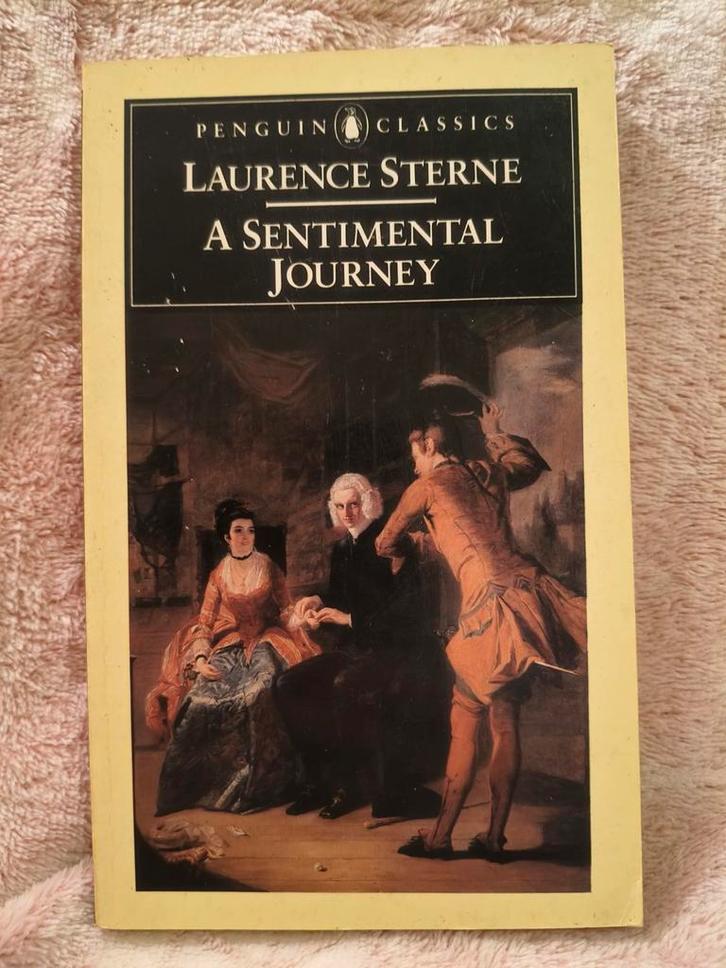 PENGUIN CLASSICS
LAURENCE STERNE
A SENTIMENTAL
JOURNEY